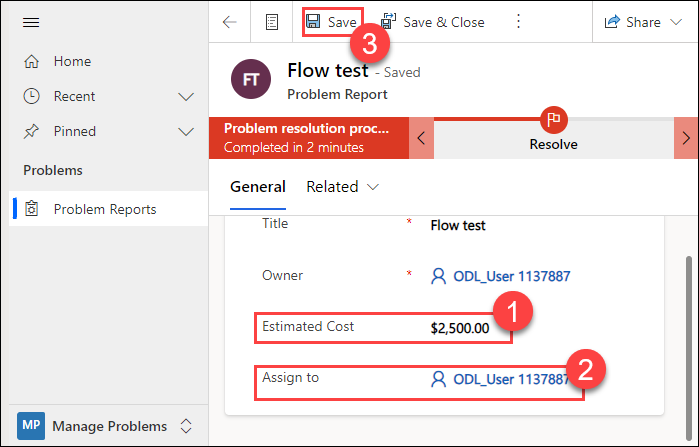 Save
Save & Close
Share
3
Home
Recent
Pinned
Problems
Problem Reports
MP Manage Problems
FT
Flow test - Saved
Problem Report
Problem resolution proc...
Completed in 2 minutes
Resolve
General
Related
Title * Flow test
Owner * ODL_User 1137887
1
Estimated Cost $2,500.00
2
Assign to ODL_User 1137887